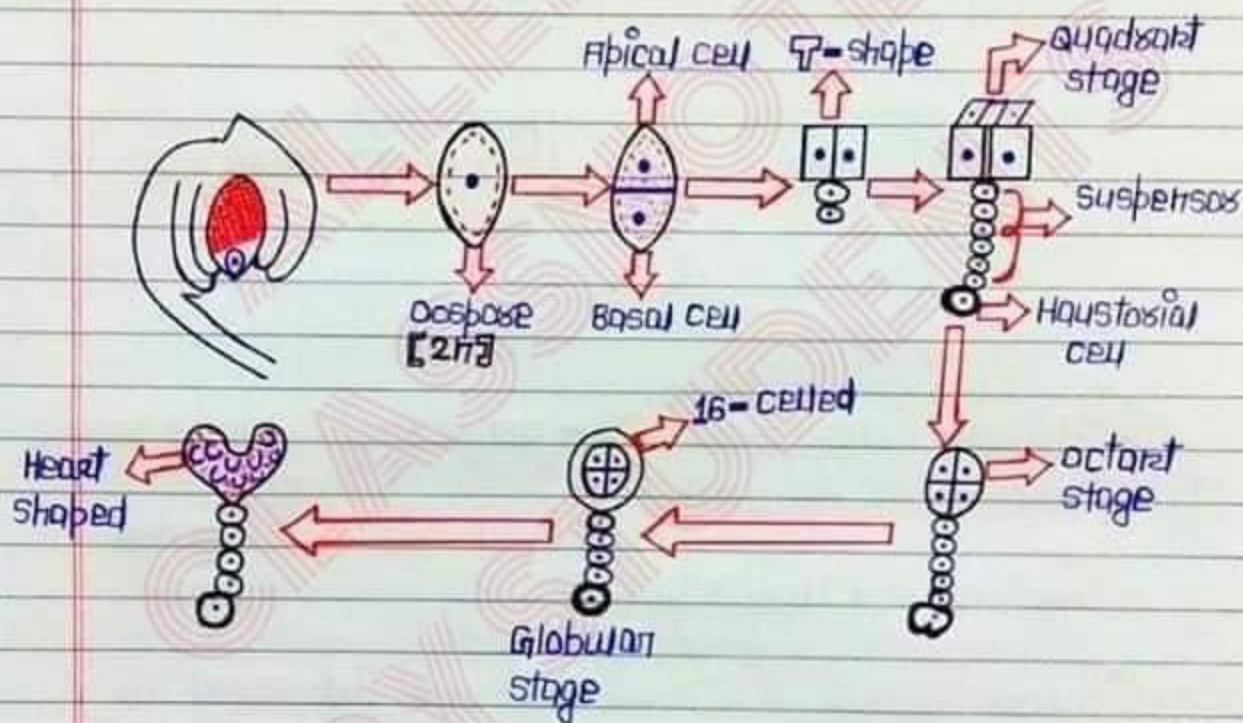 Apical cell
T-shape
Quadrant
stage
suspensor
Oospore
[2n]
Basal cell
Haustorial
cell
16-celled
Heart
shaped
octant
stage
Globular
stage
CLASSES